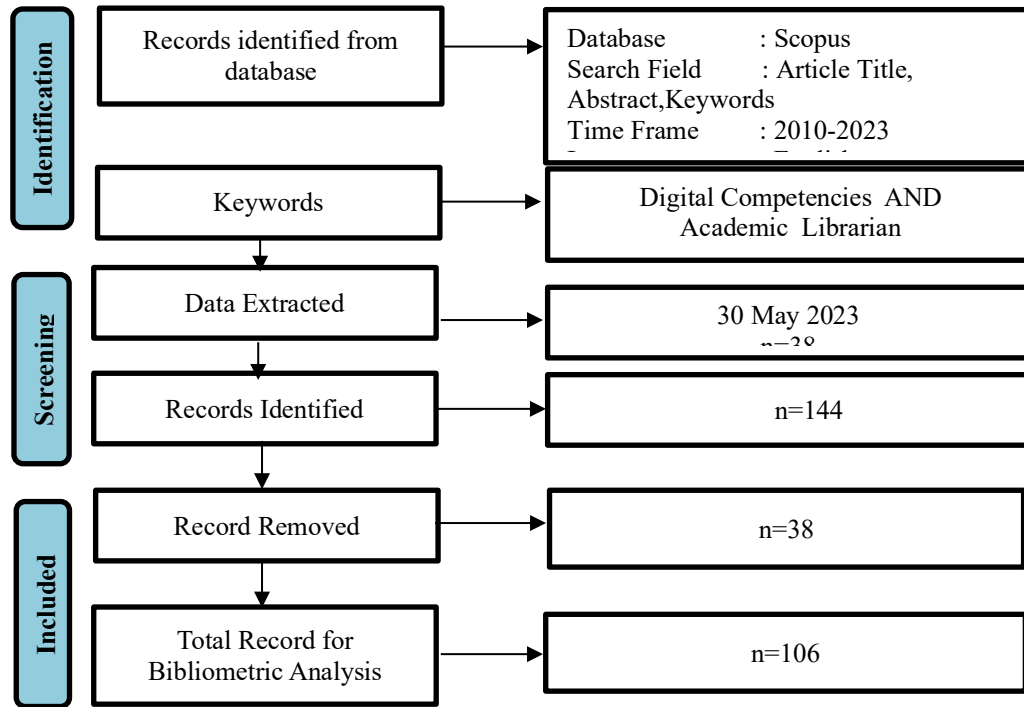 Identification
Records identified from
database
Database : Scopus
Search Field : Article Title,
Abstract,Keywords
Time Frame : 2010-2023
Keywords
Digital Competencies AND
Academic Librarian
Screening
Data Extracted
30 May 2023
n=38
Records Identified
n=144
Included
Record Removed
n=38
Total Record for
Bibliometric Analysis
n=106